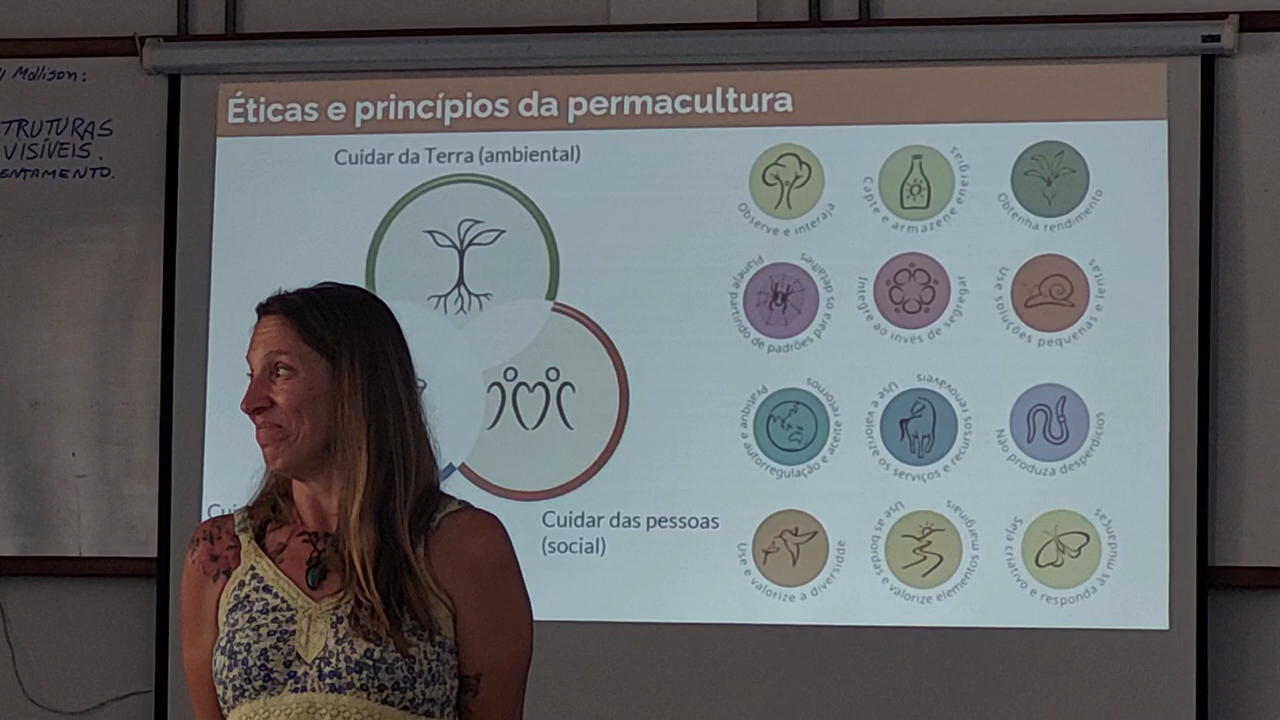 Mollison:
TRUTURAS
VISÍVEIS.
ENTAMENTO.
Éticas e princípios da permacultura
Cuidar da Terra (ambiental)
Cuidar das pessoas
(social)
Observe e interaja
Capte e armazene energias
Obtenha rendimento
Planeje partindo de padrões para os detalhes
Integre ao invés de segregar
Use soluções pequenas e lentas
Pratique a autorregulação e aceite retornos
Use e valorize os serviços e recursos renováveis
Não produza desperdícios
Use e valorize a diversidde
Use as bordas e valorize elementos marginais
Seja criativo e responda às mudanças